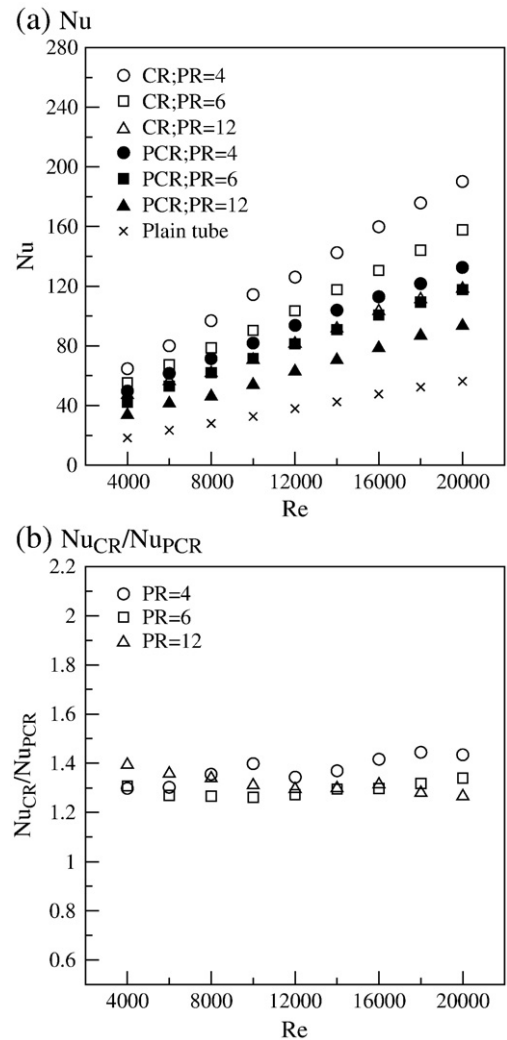 (a) Nu
280
240
200
160
120
80
40
0
Nu
CR;PR=4
CR;PR=6
CR;PR=12
PCR;PR=4
PCR;PR=6
PCR;PR=12
Plain tube
4000 8000 12000 16000 20000
Re
(b) NuCR/NuPCR
2.2
2
1.8
1.6
1.4
1.2
1
0.8
0.6
NuCR/NuPCR
PR=4
PR=6
PR=12
4000 8000 12000 16000 20000
Re